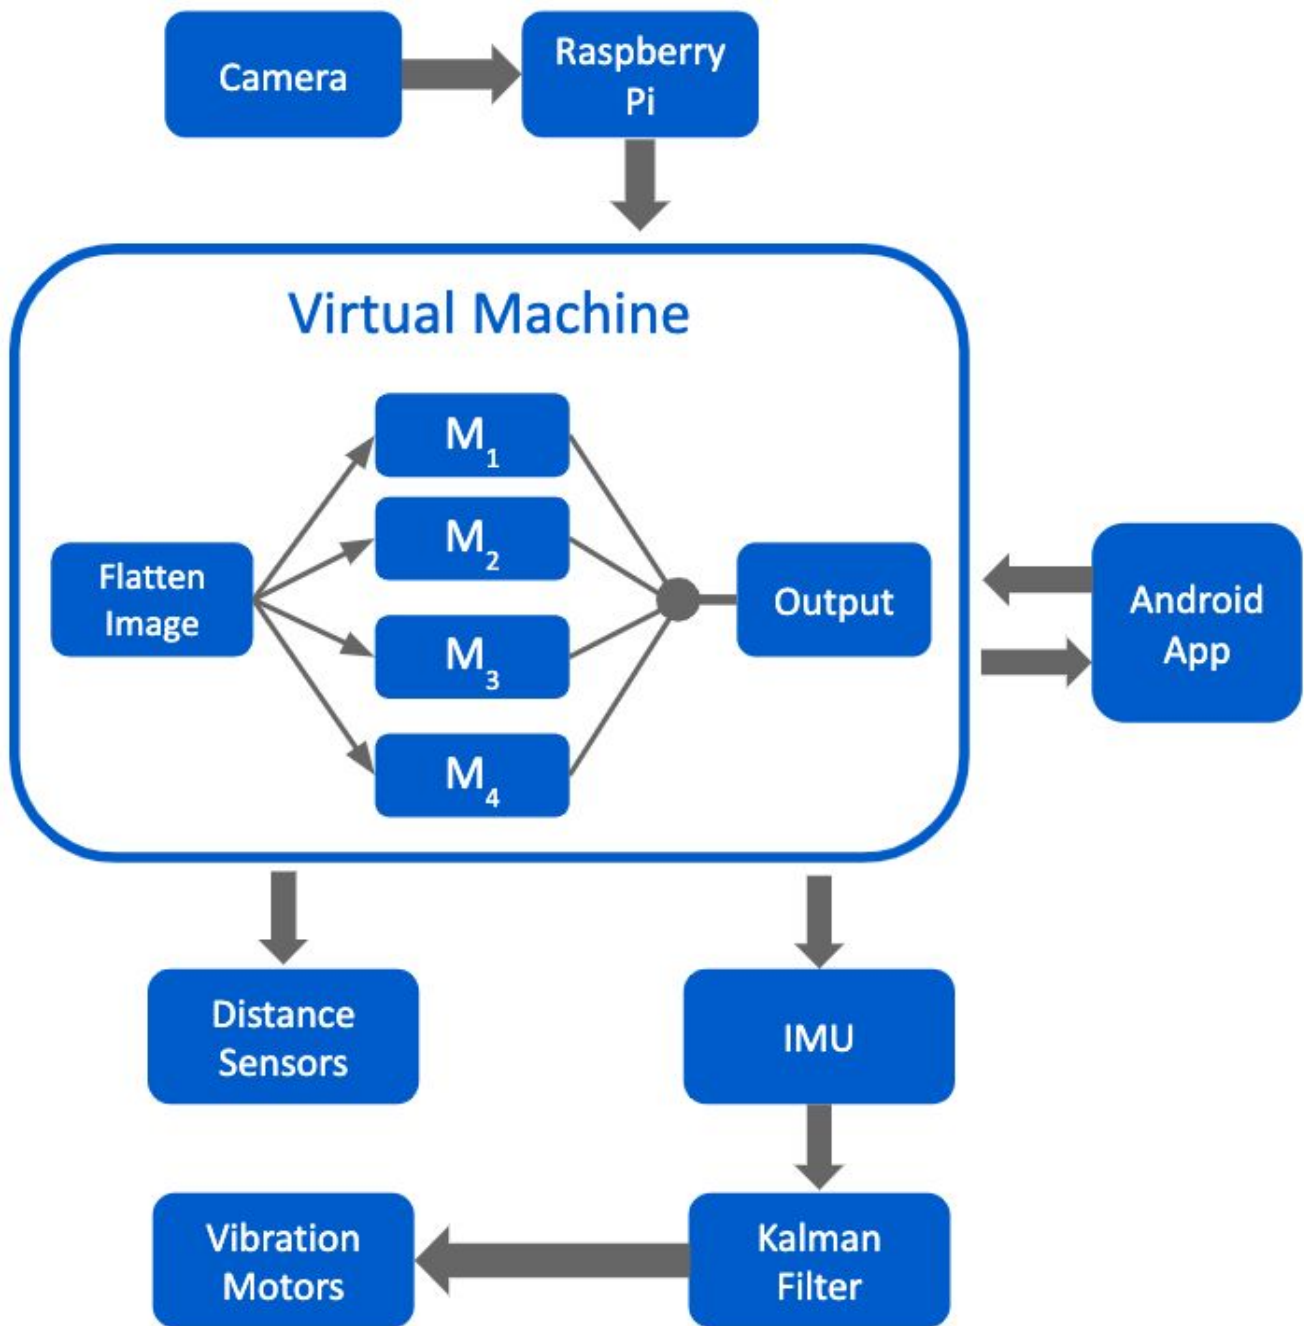 Camera
Raspberry
Pi
Virtual Machine
M₁
M₂
Flatten
Image
Output
M₃
M₄
Android
App
Distance
Sensors
IMU
Vibration
Motors
Kalman
Filter